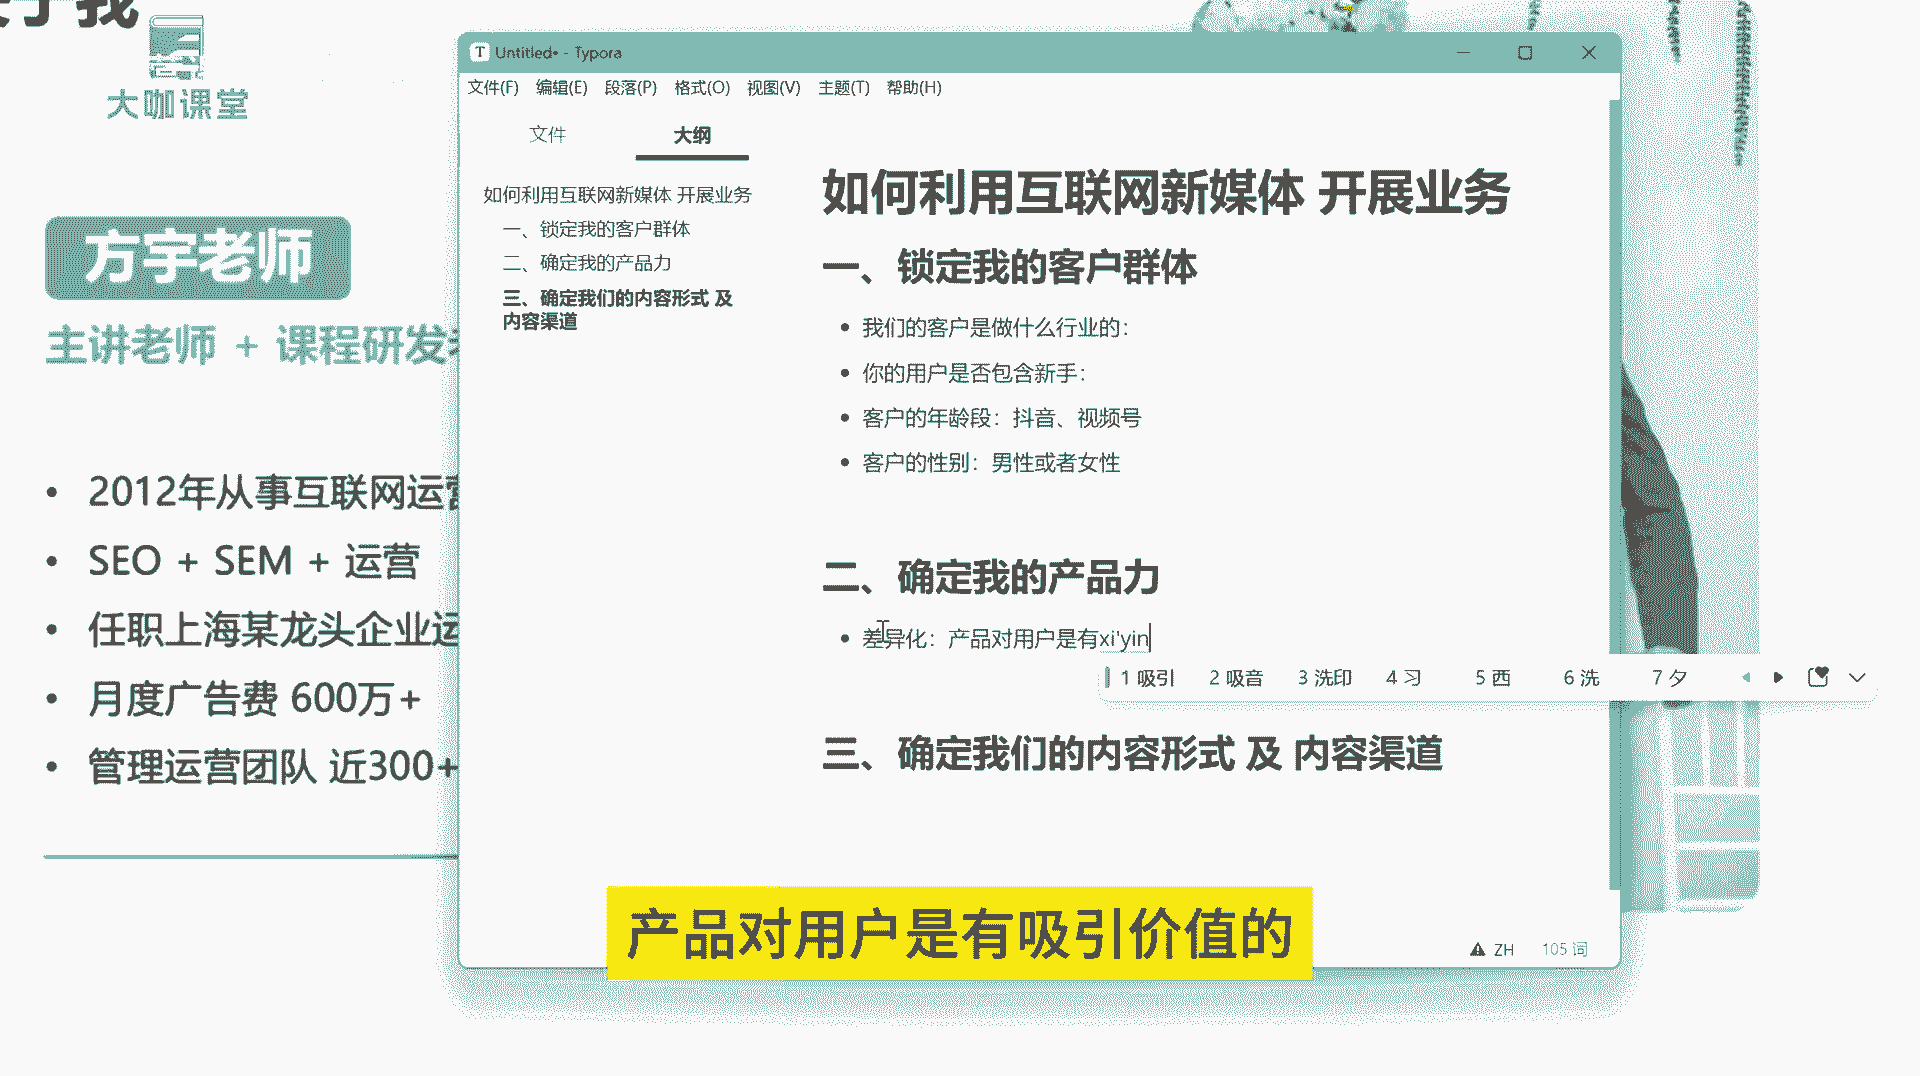 于我
大咖课堂
方宇老师
主讲老师 + 课程研发
2012年从事互联网运营
SEO + SEM + 运营
任职上海某龙头企业运
月度广告费 600万+
管理运营团队 近300+
T Untitled• - Typora
文件(F) 编辑(E) 段落(P) 格式(O) 视图(V) 主题(T) 帮助(H)
文件 大纲
如何利用互联网新媒体 开展业务
一、锁定我的客户群体
二、确定我的产品力
三、确定我们的内容形式 及
内容渠道
如何利用互联网新媒体 开展业务
一、锁定我的客户群体
我们的客户是做什么行业的：
你的用户是否包含新手：
客户的年龄段：抖音、视频号
客户的性别：男性或者女性
二、确定我的产品力
差异化：产品对用户是有xi'yin
1 吸引 2 吸音 3 洗印 4 习 5 西 6 洗 7 夕
三、确定我们的内容形式 及 内容渠道
产品对用户是有吸引价值的
ZH 105 词